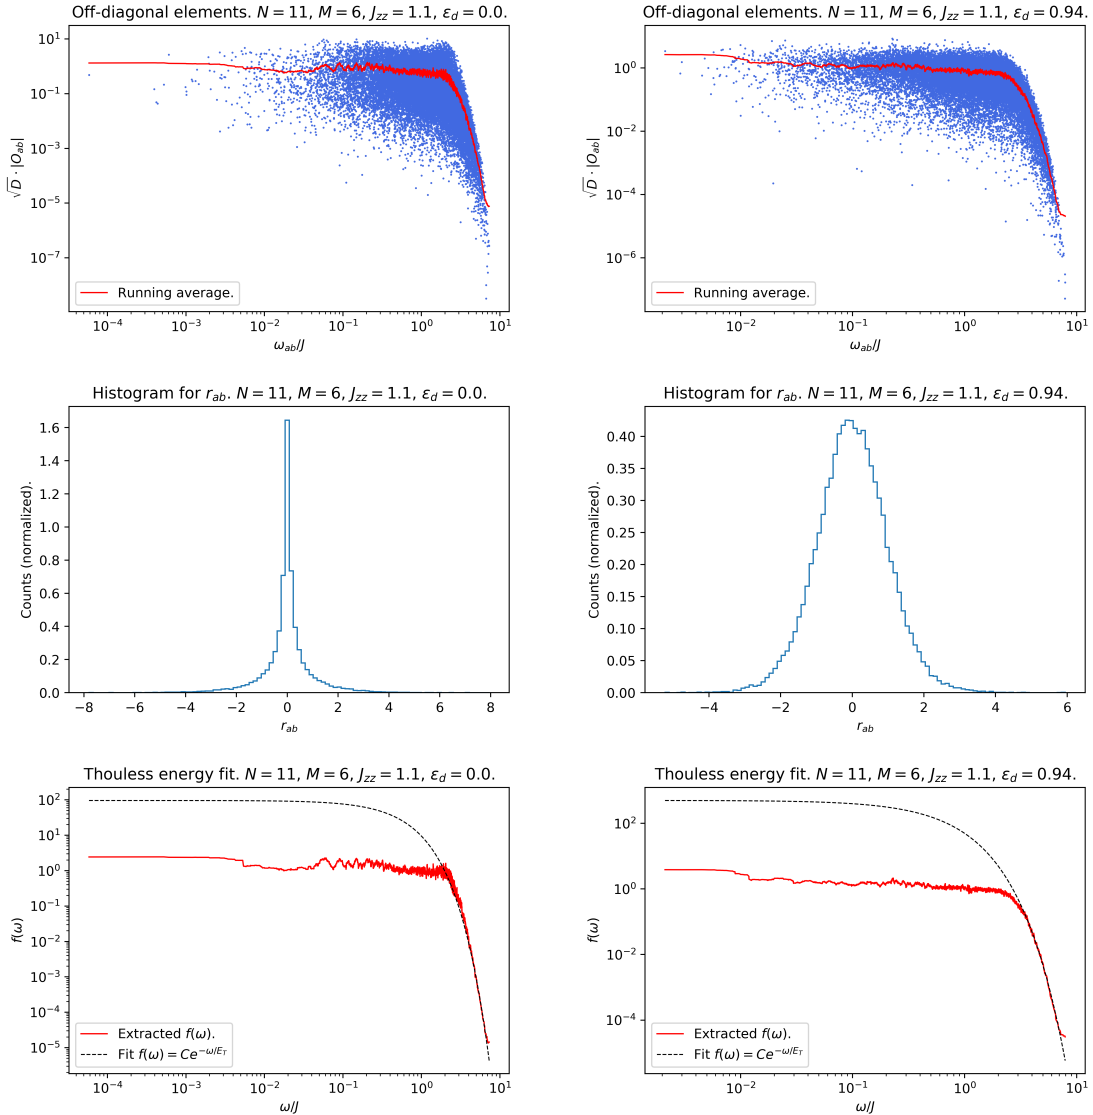 Off-diagonal elements. N = 11, M = 6, J_zz = 1.1, ε_d = 0.0.
10^1
10^−1
10^−3
10^−5
10^−7
√D · |O_ab|
Running average.
10^−4 10^−3 10^−2 10^−1 10^0 10^1
ω_ab/J
Off-diagonal elements. N = 11, M = 6, J_zz = 1.1, ε_d = 0.94.
10^0
10^−2
10^−4
10^−6
√D · |O_ab|
Running average.
10^−2 10^−1 10^0 10^1
ω_ab/J
Histogram for r_ab. N = 11, M = 6, J_zz = 1.1, ε_d = 0.0.
1.6
1.4
1.2
1.0
0.8
0.6
0.4
0.2
0.0
Counts (normalized).
−8 −6 −4 −2 0 2 4 6 8
r_ab
Histogram for r_ab. N = 11, M = 6, J_zz = 1.1, ε_d = 0.94.
0.40
0.35
0.30
0.25
0.20
0.15
0.10
0.05
0.00
Counts (normalized).
−4 −2 0 2 4 6
r_ab
Thouless energy fit. N = 11, M = 6, J_zz = 1.1, ε_d = 0.0.
10^2
10^1
10^0
10^−1
10^−2
10^−3
10^−4
10^−5
f(ω)
Extracted f(ω).
Fit f(ω) = Ce^−ω/E_T
10^−4 10^−3 10^−2 10^−1 10^0 10^1
ω/J
Thouless energy fit. N = 11, M = 6, J_zz = 1.1, ε_d = 0.94.
10^2
10^0
10^−2
10^−4
f(ω)
Extracted f(ω).
Fit f(ω) = Ce^−ω/E_T
10^−2 10^−1 10^0 10^1
ω/J